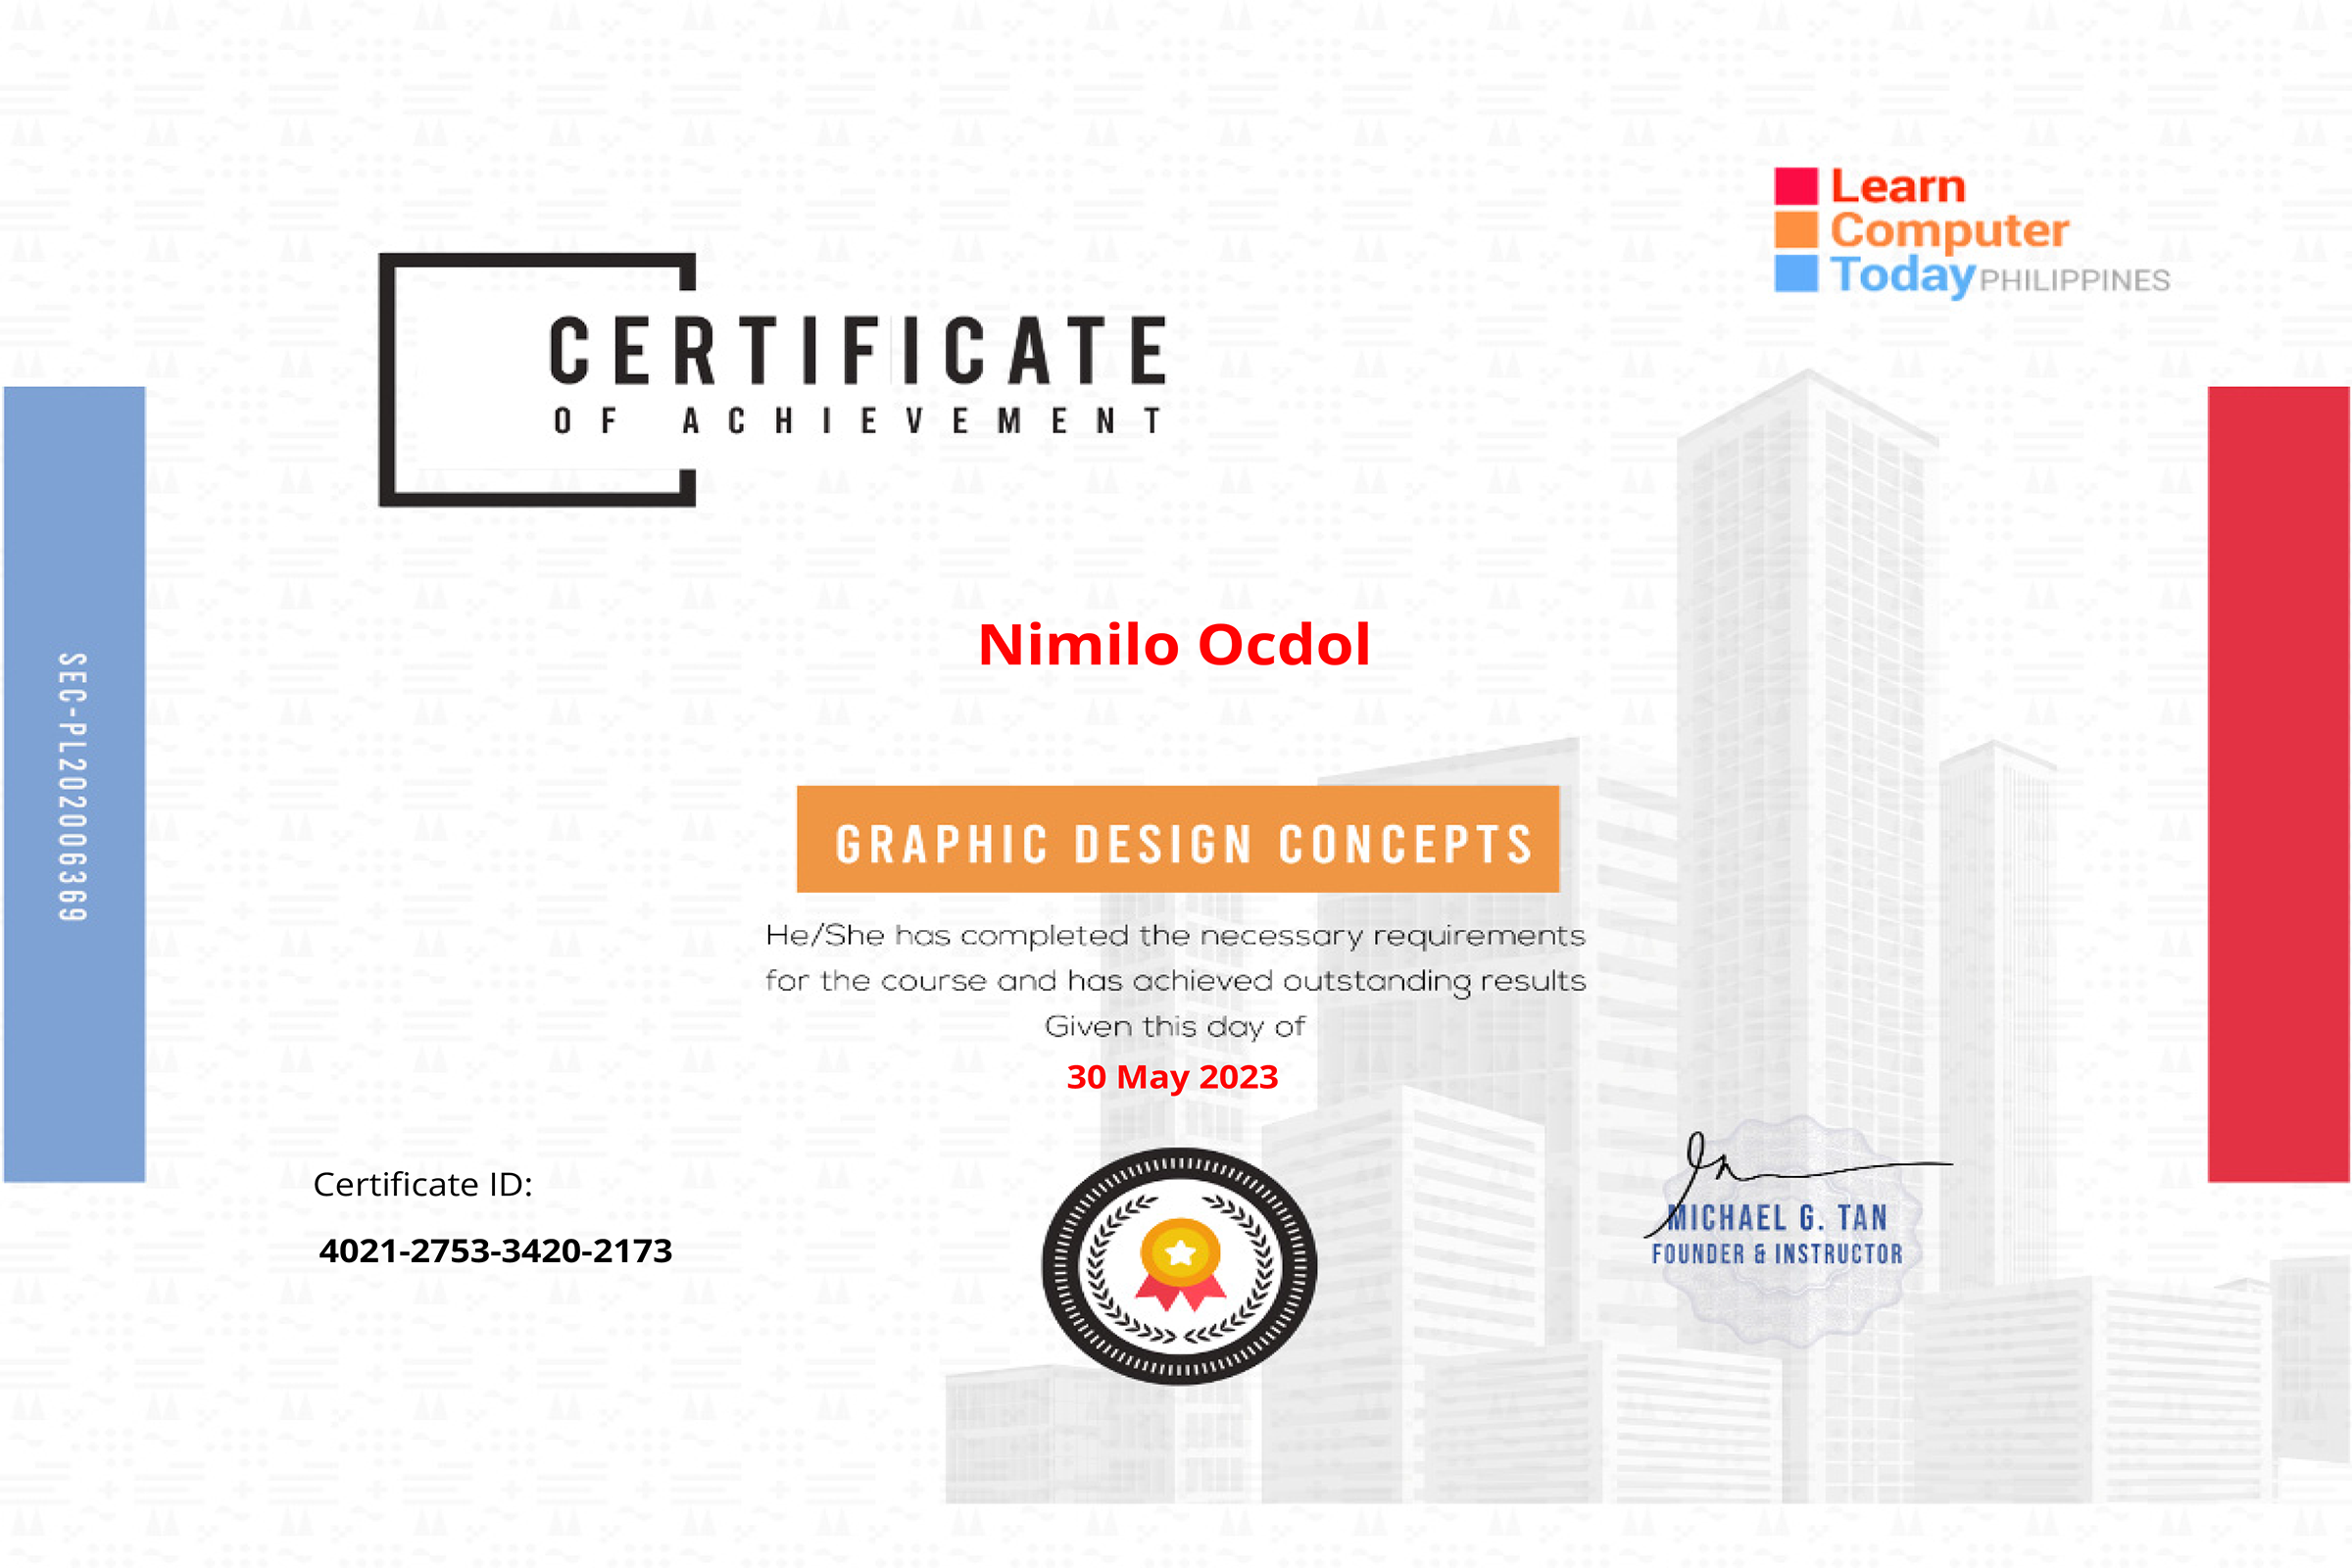 Learn
Computer
Today PHILIPPINES
CERTIFICATE
OF ACHIEVEMENT
SEC-PL202006369
Nimilo Ocdol
GRAPHIC DESIGN CONCEPTS
He/She has completed the necessary requirements
for the course and has achieved outstanding results
Given this day of
30 May 2023
Certificate ID:
4021-2753-3420-2173
MICHAEL G. TAN
FOUNDER & INSTRUCTOR